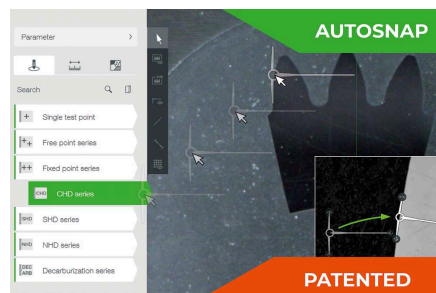 Parameter
AUTOSNAP
Search
Single test point
Free point series
Fixed point series
CHD CHD series
SHD SHD series
NHD NHD series
DEC
ARB Decarburization series
PATENTED